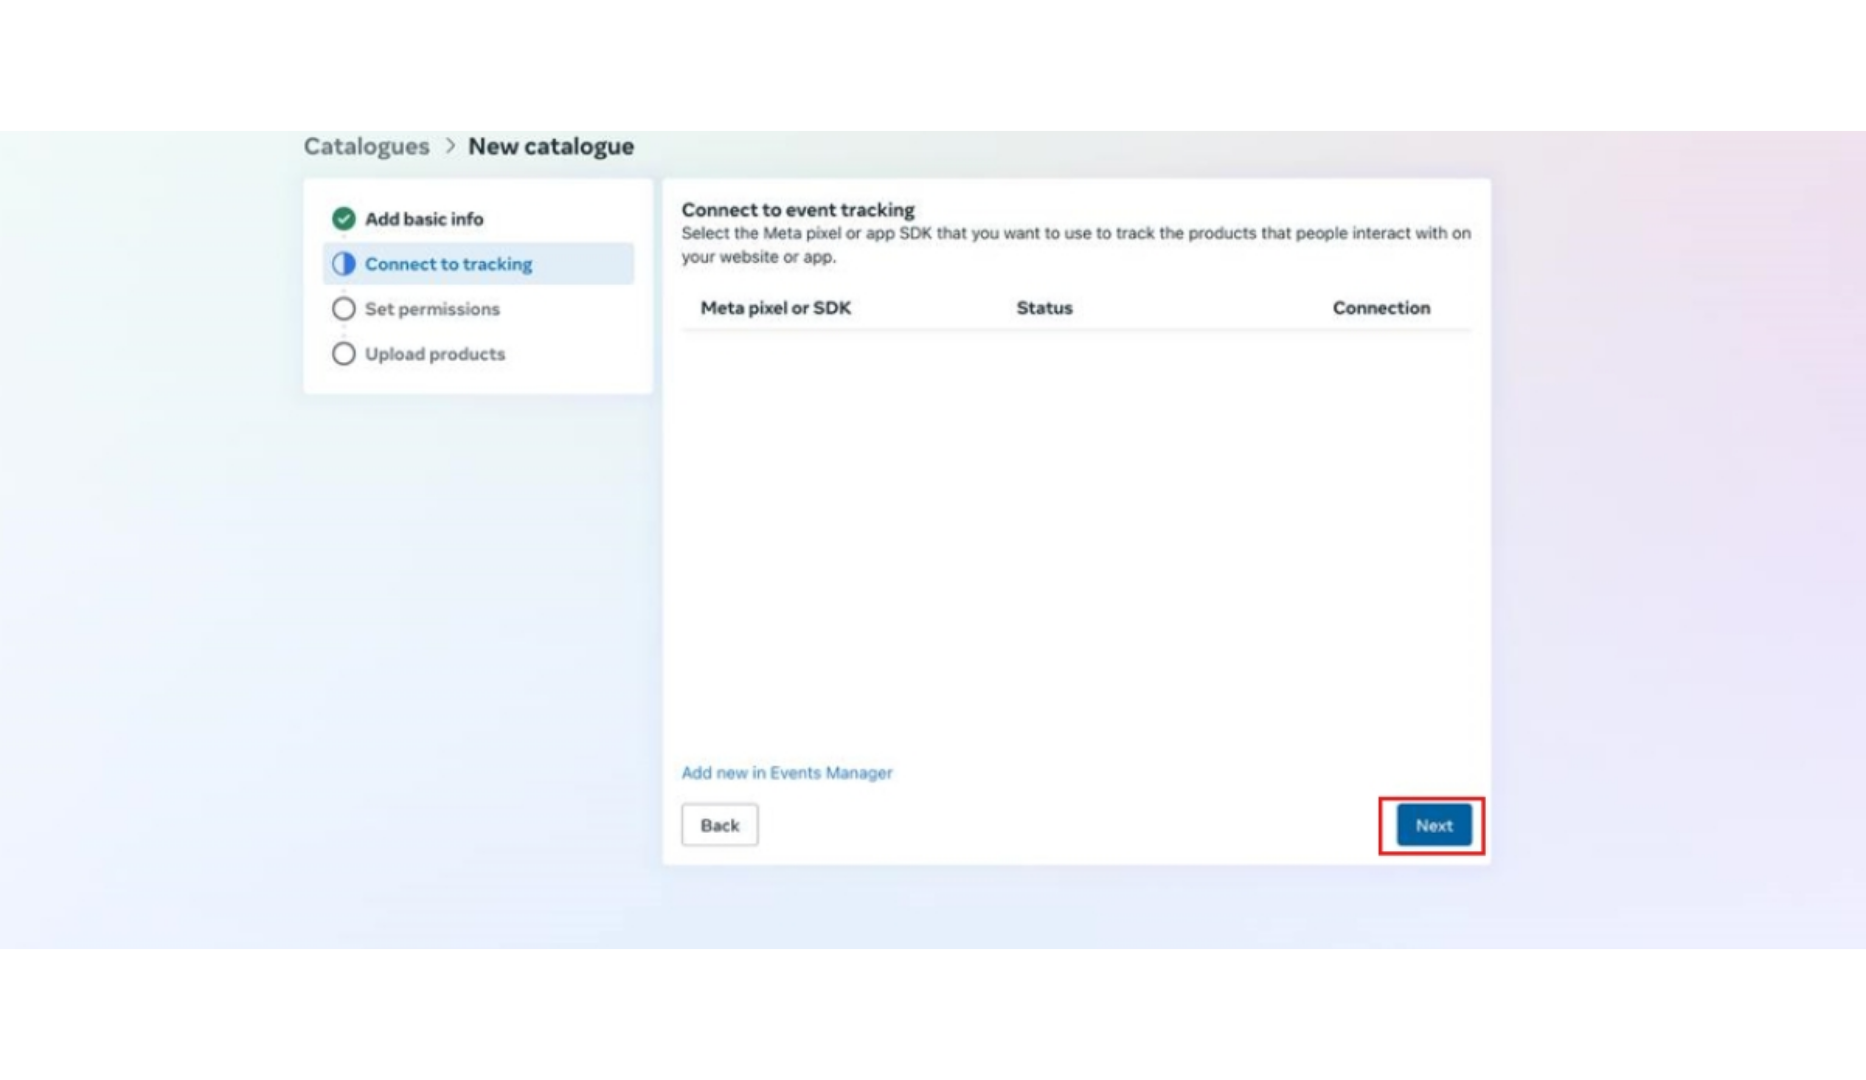 Catalogues > New catalogue
Add basic info
Connect to tracking
Set permissions
Upload products
Connect to event tracking
Select the Meta pixel or app SDK that you want to use to track the products that people interact with on
your website or app.
Meta pixel or SDK Status Connection
Add new in Events Manager
Back Next